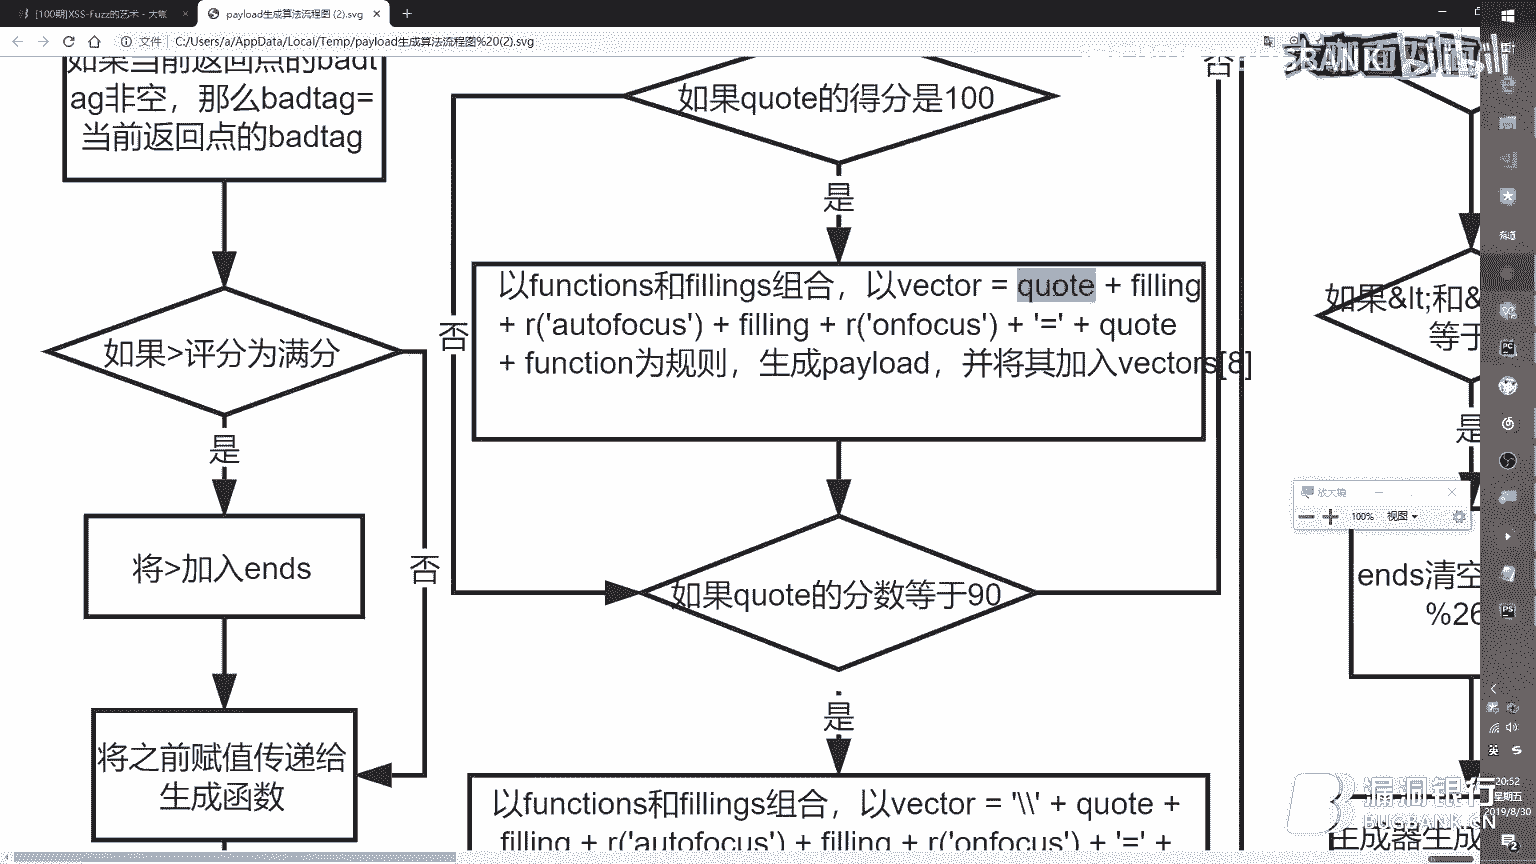 [100期]XSS-Fuzz的艺术 - 大咖
payload生成算法流程图 (2).svg
文件
C:/Users/a/AppData/Local/Temp/payload生成算法流程图%20(2).svg
如果当前返回点的badt
ag非空，那么badtag=
当前返回点的badtag
如果>评分为满分
是
否
将>加入ends
将之前赋值传递给
生成函数
如果quote的得分是100
是
否
否
以functions和fillings组合，以vector = quote + filling
+ r('autofocus') + filling + r('onfocus') + '=' + quote
+ function为规则，生成payload，并将其加入vectors[8]
如果quote的分数等于90
是
以functions和fillings组合，以vector = '\\' + quote +
filling + r('autofocus') + filling + r('onfocus') + '=' +
如果&lt;和&
等于
是
放大镜
100%
视图
ends清空
%26
生成器生成
漏洞银行
BUGBANK.CN
英
20:52
星期五
2019/8/30